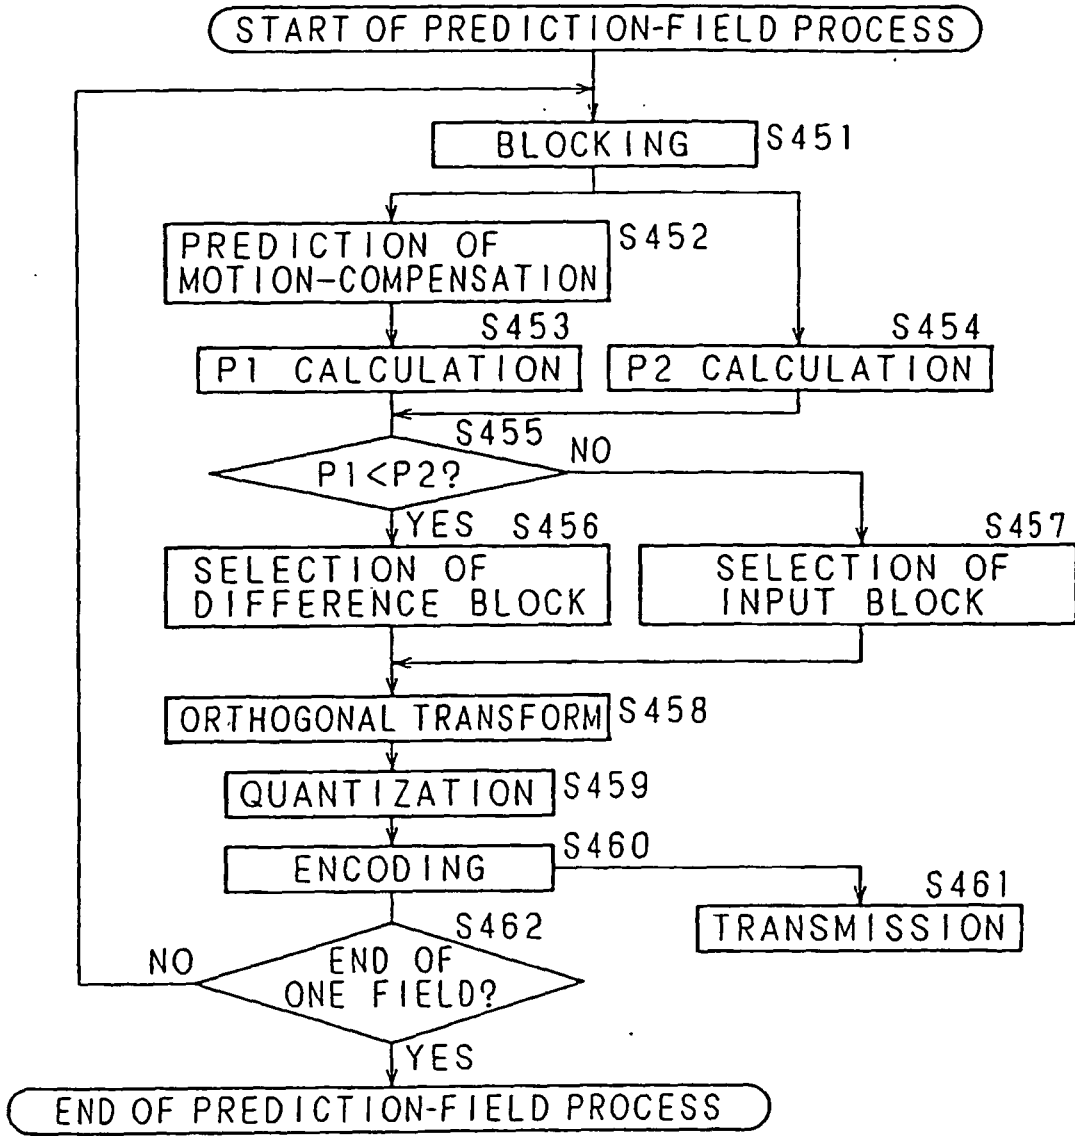 START OF PREDICTION-FIELD PROCESS
BLOCKING
S451
PREDICTION OF
MOTION-COMPENSATION
S452
S453
P1 CALCULATION
S454
P2 CALCULATION
S455
P1<P2?
NO
YES
S456
SELECTION OF
DIFFERENCE BLOCK
S457
SELECTION OF
INPUT BLOCK
ORTHOGONAL TRANSFORM
S458
QUANTIZATION
S459
ENCODING
S460
S461
TRANSMISSION
S462
END OF
ONE FIELD?
NO
YES
END OF PREDICTION-FIELD PROCESS